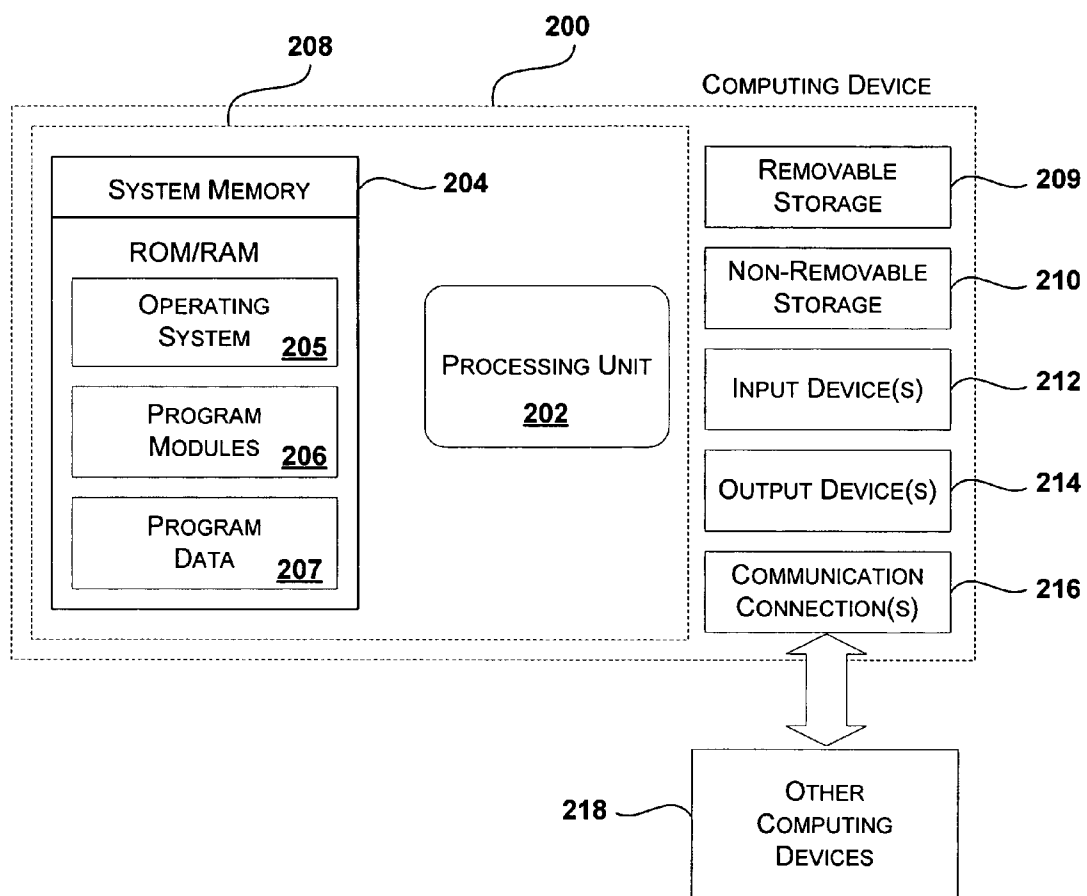 208
200
COMPUTING DEVICE
SYSTEM MEMORY
204
ROM/RAM
OPERATING
SYSTEM
205
PROGRAM
MODULES
206
PROGRAM
DATA
207
PROCESSING UNIT
202
REMOVABLE
STORAGE
209
NON-REMOVABLE
STORAGE
210
INPUT DEVICE(S)
212
OUTPUT DEVICE(S)
214
COMMUNICATION
CONNECTION(S)
216
218
OTHER
COMPUTING
DEVICES